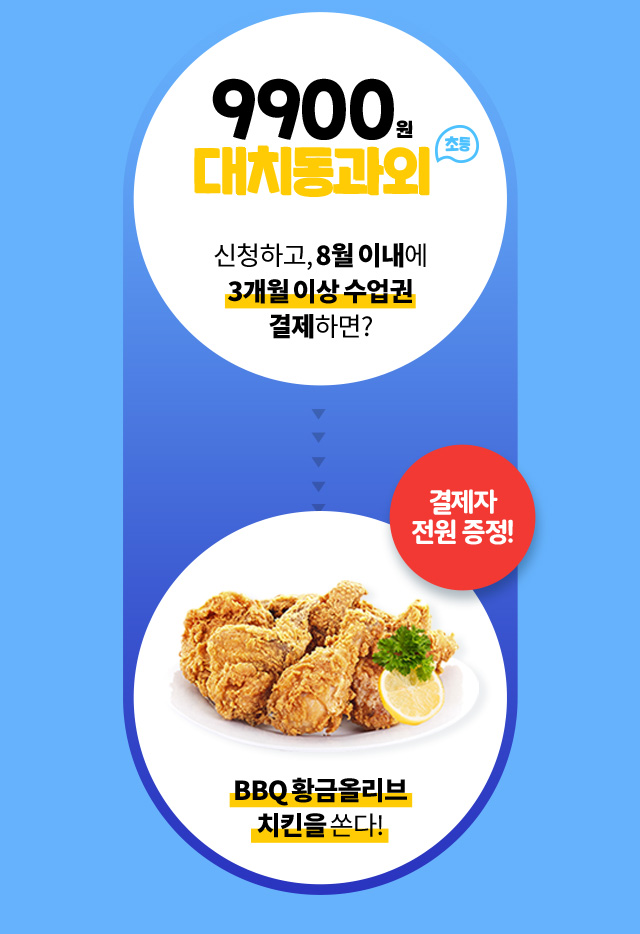 9900원
대치동과외
초등
신청하고, 8월 이내에
3개월 이상 수업권
결제하면?
결제자
전원 증정!
BBQ 황금올리브
치킨을 쏜다!